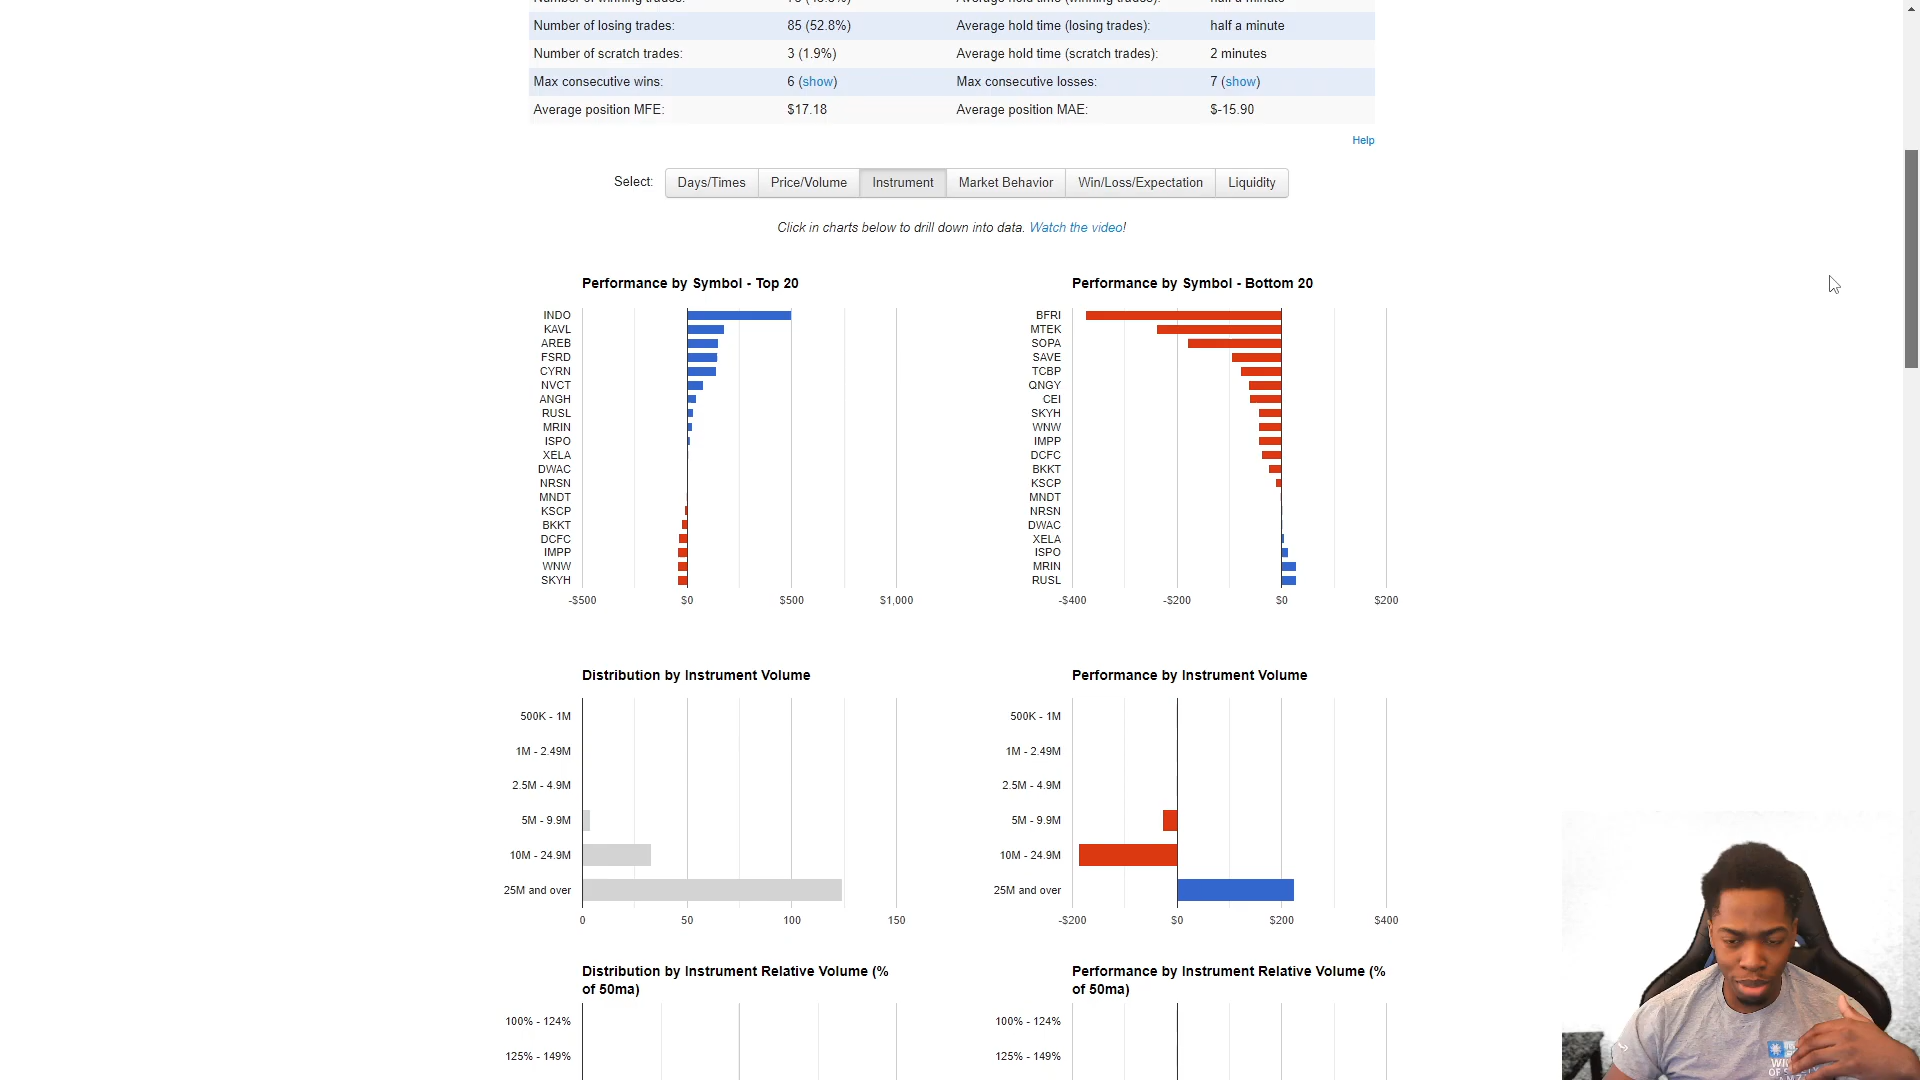 Number of losing trades: 85 (52.8%) Average hold time (losing trades): half a minute
Number of scratch trades: 3 (1.9%) Average hold time (scratch trades): 2 minutes
Max consecutive wins: 6 (show) Max consecutive losses: 7 (show)
Average position MFE: $17.18 Average position MAE: $-15.90
Help
Select: Days/Times Price/Volume Instrument Market Behavior Win/Loss/Expectation Liquidity
Click in charts below to drill down into data. Watch the video!
Performance by Symbol - Top 20
INDO
KAVL
AREB
FSRD
CYRN
NVCT
ANGH
RUSL
MRIN
ISPO
XELA
DWAC
NRSN
MNDT
KSCP
BKKT
DCFC
IMPP
WNW
SKYH
-$500 $0 $500 $1,000
Performance by Symbol - Bottom 20
BFRI
MTEK
SOPA
SAVE
TCBP
QNGY
CEI
SKYH
WNW
IMPP
DCFC
BKKT
KSCP
MNDT
NRSN
DWAC
XELA
ISPO
MRIN
RUSL
-$400 -$200 $0 $200
Distribution by Instrument Volume
500K - 1M
1M - 2.49M
2.5M - 4.9M
5M - 9.9M
10M - 24.9M
25M and over
0 50 100 150
Performance by Instrument Volume
500K - 1M
1M - 2.49M
2.5M - 4.9M
5M - 9.9M
10M - 24.9M
25M and over
-$200 $0 $200 $400
Distribution by Instrument Relative Volume (%
of 50ma)
100% - 124%
125% - 149%
Performance by Instrument Relative Volume (%
of 50ma)
100% - 124%
125% - 149%